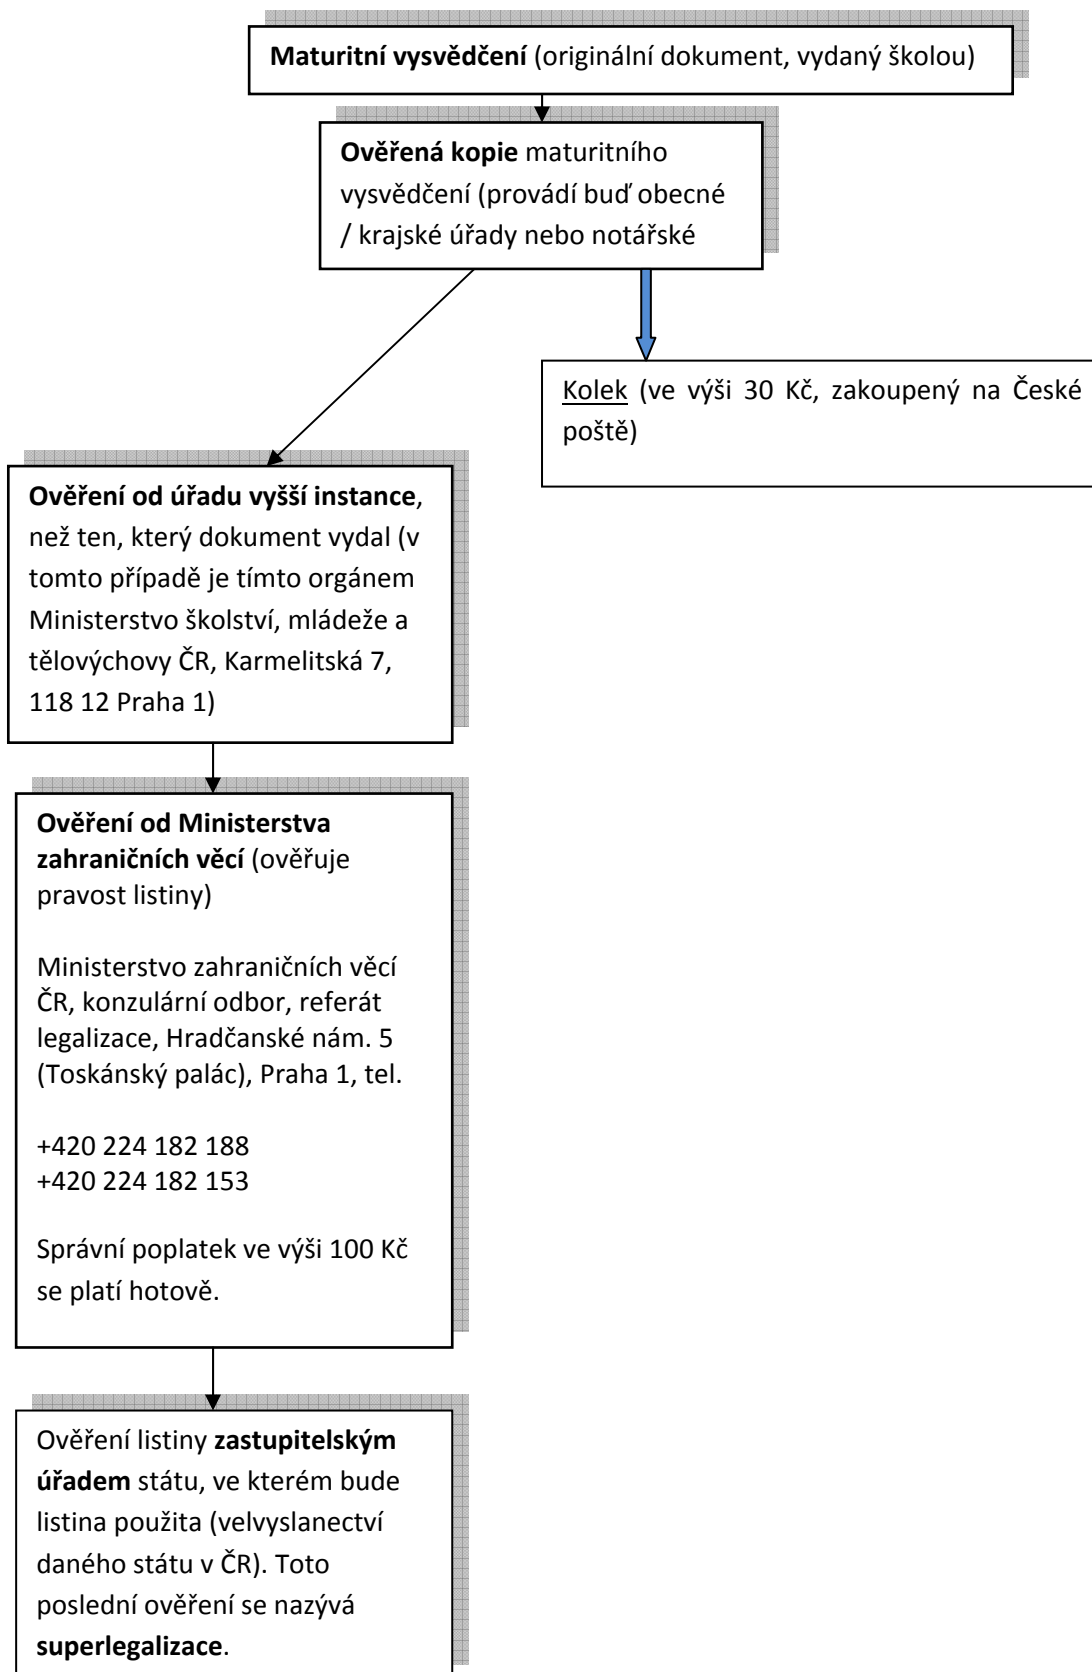 Maturitní vysvědčení (originální dokument, vydaný školou)
Ověřená kopie maturitního
vysvědčení (provádí buď obecné
/ krajské úřady nebo notářské
Kolek (ve výši 30 Kč, zakoupený na České
poště)
Ověření od úřadu vyšší instance,
než ten, který dokument vydal (v
tomto případě je tímto orgánem
Ministerstvo školství, mládeže a
tělovýchovy ČR, Karmelitská 7,
118 12 Praha 1)
Ověření od Ministerstva
zahraničních věcí (ověřuje
pravost listiny)
Ministerstvo zahraničních věcí
ČR, konzulární odbor, referát
legalizace, Hradčanské nám. 5
(Toskánský palác), Praha 1, tel.
+420 224 182 188
+420 224 182 153
Správní poplatek ve výši 100 Kč
se platí hotově.
Ověření listiny zastupitelským
úřadem státu, ve kterém bude
listina použita (velvyslanectví
daného státu v ČR). Toto
poslední ověření se nazývá
superlegalizace.